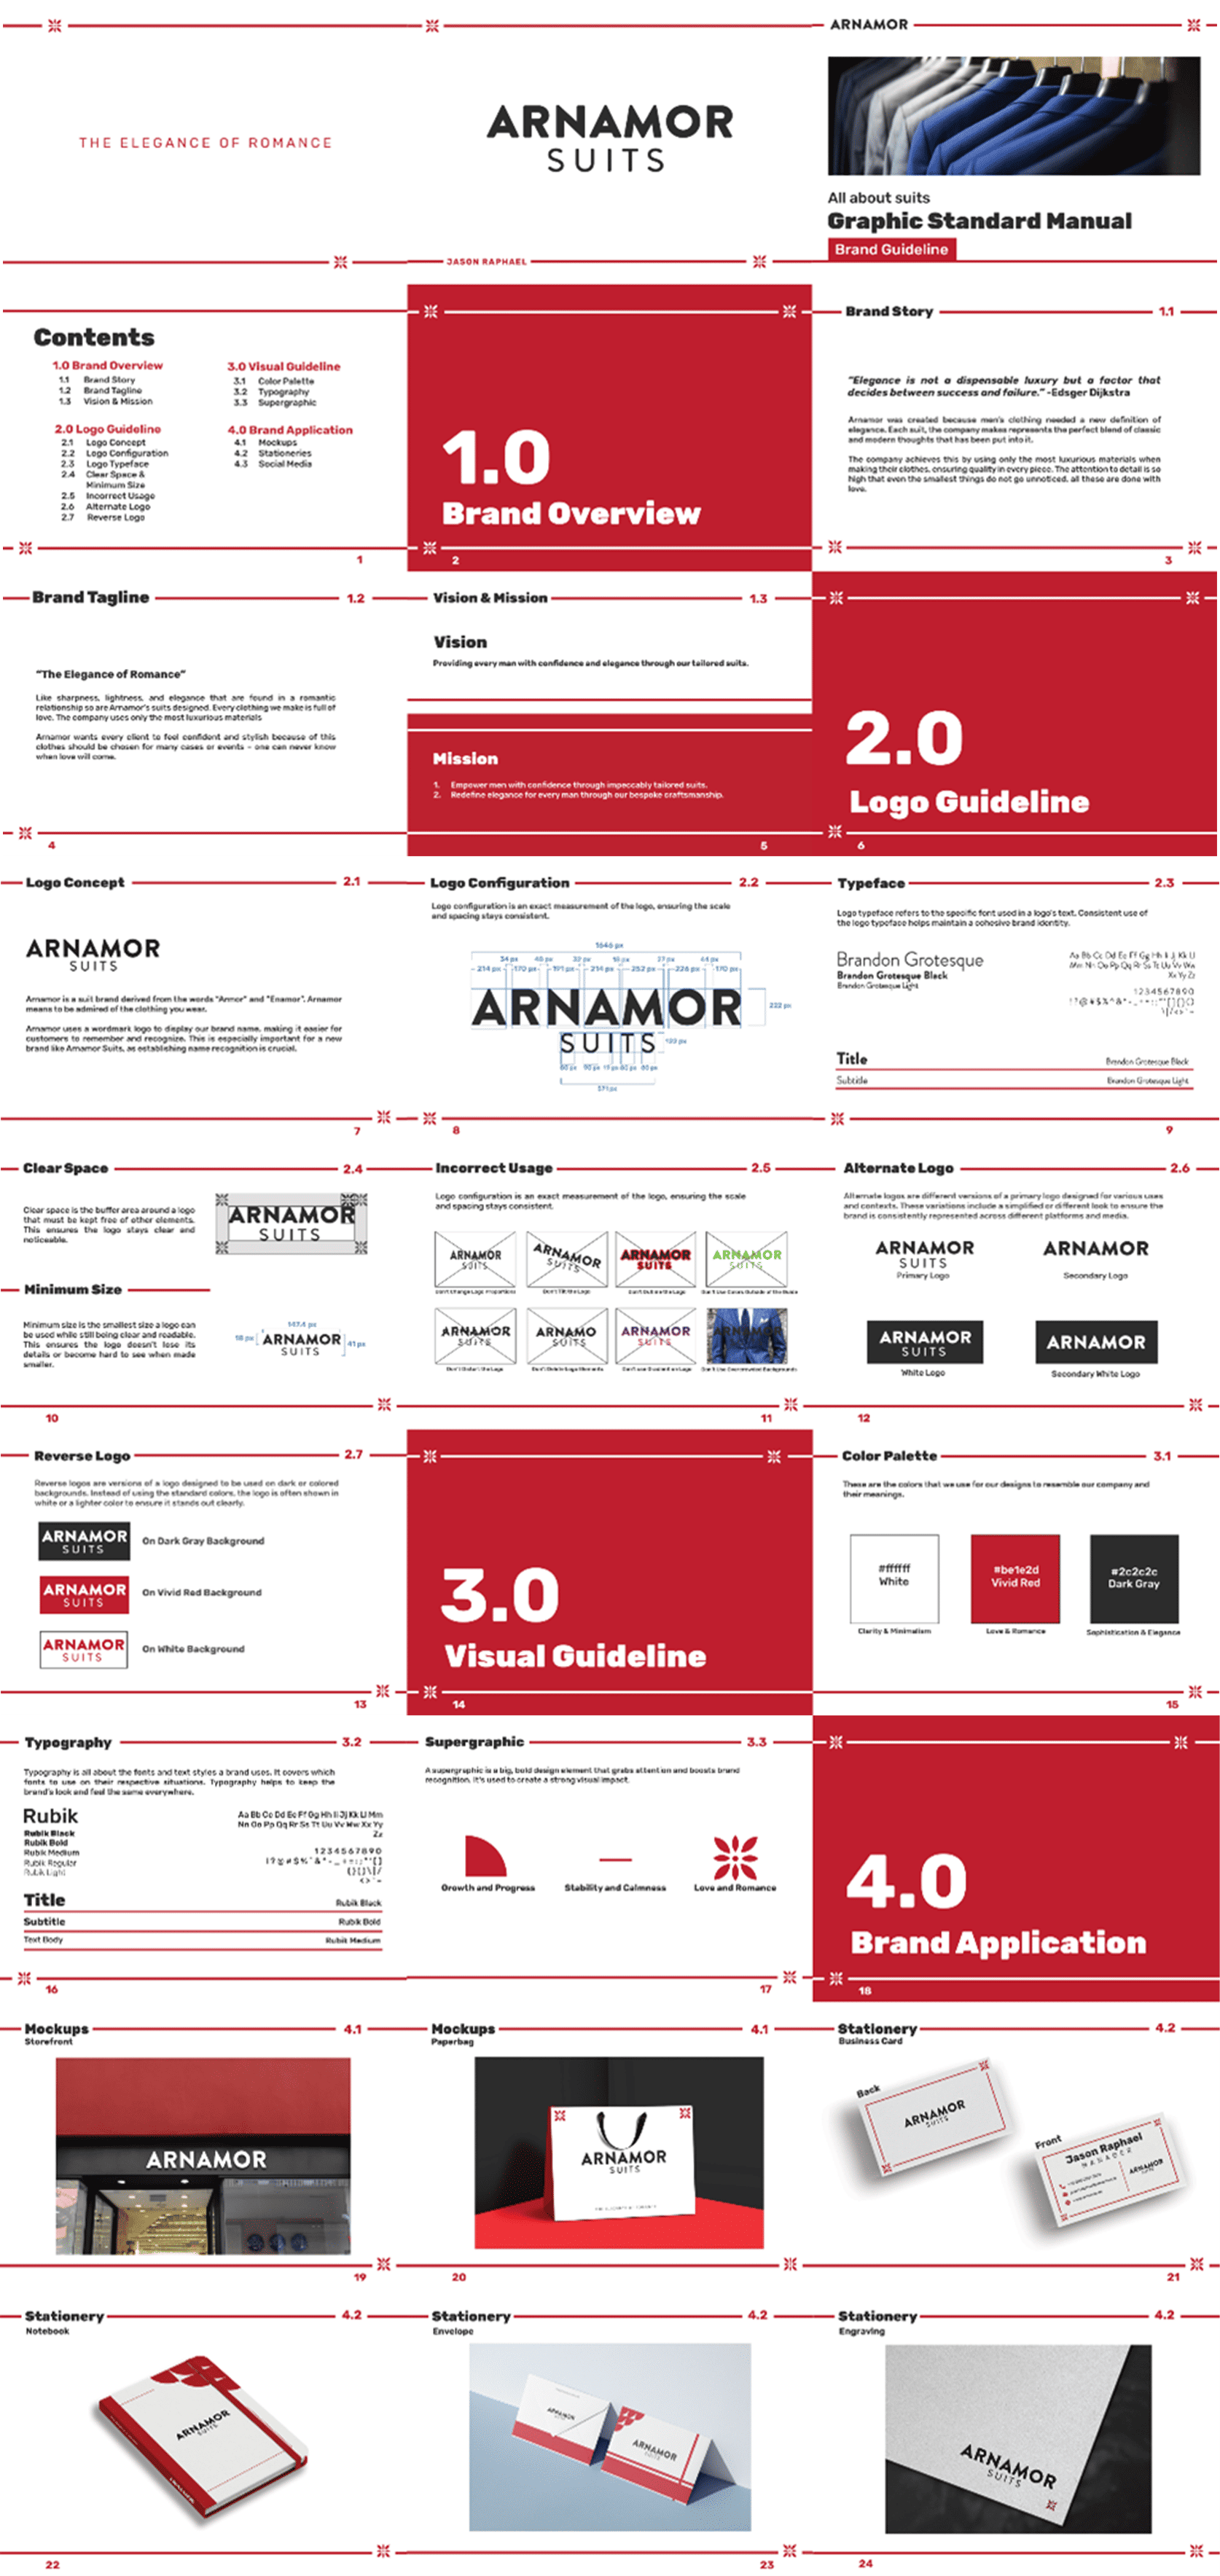 THE ELEGANCE OF ROMANCE
ARNAMOR
SUITS
JASON RAPHAEL
ARNAMOR
All about suits
Graphic Standard Manual
Brand Guideline
Contents
1.0 Brand Overview
1.1 Brand Story
1.2 Brand Tagline
1.3 Vision & Mission
2.0 Logo Guideline
2.1 Logo Concept
2.2 Logo Configuration
2.3 Logo Typeface
2.4 Clear Space &
Minimum Size
2.5 Incorrect Usage
2.6 Alternate Logo
2.7 Reverse Logo
3.0 Visual Guideline
3.1 Color Palette
3.2 Typography
3.3 Supergraphic
4.0 Brand Application
4.1 Mockups
4.2 Stationeries
4.3 Social Media
1
1.0
Brand Overview
2
Brand Story 1.1
"Elegance is not a dispensable luxury but a factor that
decides between success and failure." -Edsger Dijkstra
Arnamor was created because men's clothing needed a new definition of
elegance. Each suit, the company makes represents the perfect blend of classic
and modern thoughts that has been put into it.
The company achieves this by using only the most luxurious materials when
making their clothes, ensuring quality in every piece. The attention to detail is so
high that even the smallest things do not go unnoticed, all these are done with
love.
3
Brand Tagline 1.2
"The Elegance of Romance"
Like sharpness, lightness, and elegance that are found in a romantic
relationship so are Arnamor's suits designed. Every clothing we make is full of
love. The company uses only the most luxurious materials
Arnamor wants every client to feel confident and stylish because of this
clothes should be chosen for many cases or events – one can never know
when love will come.
4
Vision & Mission 1.3
Vision
Providing every man with confidence and elegance through our tailored suits.
Mission
1. Empower men with confidence through impeccably tailored suits.
2. Redefine elegance for every man through our bespoke craftsmanship.
5
2.0
Logo Guideline
6
Logo Concept 2.1
ARNAMOR
SUITS
Arnamor is a suit brand derived from the words "Armor" and "Enamor". Arnamor
means to be admired of the clothing you wear.
Arnamor uses a wordmark logo to display our brand name, making it easier for
customers to remember and recognize. This is especially important for a new
brand like Arnamor Suits, as establishing name recognition is crucial.
7
Logo Configuration 2.2
Logo configuration is an exact measurement of the logo, ensuring the scale
and spacing stays consistent.
1646 px
214 px 170 px 191 px 214 px 252 px 226 px 170 px
ARNAMOR
222 px
SUITS
571 px
8
Typeface 2.3
Logo typeface refers to the specific font used in a logo's text. Consistent use of
the logo typeface helps maintain a cohesive brand identity.
Brandon Grotesque
Brandon Grotesque Black
Brandon Grotesque Light
Aa Bb Cc Dd Ee Ff Gg Hh Ii Jj Kk Ll
Mm Nn Oo Pp Qq Rr Ss Tt Uu Vv Ww
Xx Yy Zz
1234567890
Title Brandon Grotesque Black
Subtitle Brandon Grotesque Light
9
Clear Space 2.4
Clear space is the buffer area around a logo
that must be kept free of other elements.
This ensures the logo stays clear and
noticeable.
ARNAMOR
SUITS
Minimum Size
Minimum size is the smallest size a logo can
be used while still being clear and readable.
This ensures the logo doesn't lose its
details or become hard to see when made
smaller.
147.4 px
18 px
ARNAMOR
SUITS
41 px
10
Incorrect Usage 2.5
Logo configuration is an exact measurement of the logo, ensuring the scale
and spacing stays consistent.
ARNAMOR
SUITS
ARNAMOR
SUITS
ARNAMOR
SUITS
ARNAMOR
SUITS
Don't Change Logo Proportions
Don't Tilt the Logo
Don't Outline the Logo
Don't Use Colors Outside of the Guide
ARNAMOR
SUITS
ARNAMO
SUITS
ARNAMOR
SUITS
ARNAMOR
Don't Distort the Logo
Don't Delete Logo Elements
Don't use Gradient on Logo
Don't Use Overcrowded Backgrounds
11
Alternate Logo 2.6
Alternate logos are different versions of a primary logo designed for various uses
and contexts. These variations include a simplified or different look to ensure the
brand is consistently represented across different platforms and media.
ARNAMOR
SUITS
Primary Logo
ARNAMOR
Secondary Logo
ARNAMOR
SUITS
White Logo
ARNAMOR
Secondary White Logo
12
Reverse Logo 2.7
Reverse logos are versions of a logo designed to be used on dark or colored
backgrounds. Instead of using the standard colors, the logo is often shown in
white or a lighter color to ensure it stands out clearly.
ARNAMOR
SUITS
On Dark Gray Background
ARNAMOR
SUITS
On Vivid Red Background
ARNAMOR
SUITS
On White Background
13
3.0
Visual Guideline
14
Color Palette 3.1
These are the colors that we use for our designs to resemble our company and
their meanings.
#ffffff
White
#be1e2d
Vivid Red
#2c2c2c
Dark Gray
Clarity & Minimalism
Love & Romance
Sophistication & Elegance
15
Typography 3.2
Typography is all about the fonts and text styles a brand uses. It covers which
fonts to use on their respective situations. Typography helps to keep the
brand's look and feel the same everywhere.
Rubik
Rubik Black
Rubik Bold
Rubik Medium
Rubik Regular
Rubik Light
Aa Bb Cc Dd Ee Ff Gg Hh Ii Jj Kk Ll Mm
Nn Oo Pp Qq Rr Ss Tt Uu Vv Ww Xx Yy
Zz
1234567890
Title Rubik Black
Subtitle Rubik Bold
Text Body Rubik Medium
16
Supergraphic 3.3
A supergraphic is a big, bold design element that grabs attention and boosts brand
recognition. It's used to create a strong visual impact.
Growth and Progress
Stability and Calmness
Love and Romance
17
4.0
Brand Application
18
Mockups 4.1
Storefront
ARNAMOR
19
Mockups 4.1
Paperbag
ARNAMOR
SUITS
THE ELEGANCE OF ROMANCE
20
Stationery 4.2
Business Card
Back
ARNAMOR
SUITS
Front
Jason Raphael
MANAGER
ARNAMOR
SUITS
21
Stationery 4.2
Notebook
ARNAMOR
SUITS
22
Stationery 4.2
Envelope
ARNAMOR
SUITS
ARNAMOR
SUITS
23
Stationery 4.2
Engraving
ARNAMOR
SUITS
24